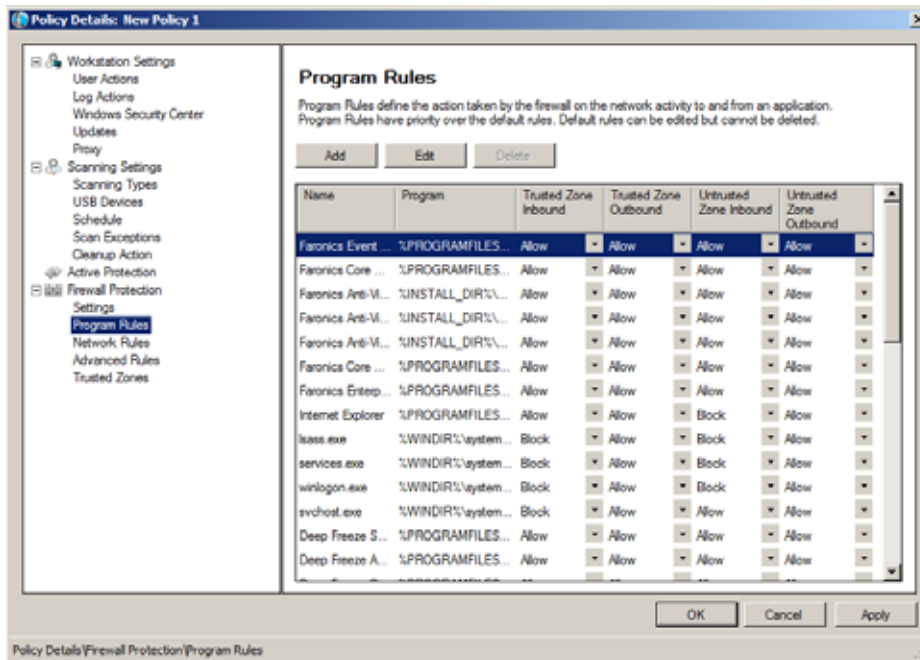 Policy Details: New Policy 1
Workstation Settings
User Actions
Log Actions
Windows Security Center
Updates
Proxy
Scanning Settings
Scanning Types
USB Devices
Schedule
Scan Exceptions
Cleanup Action
Active Protection
Firewall Protection
Settings
Program Rules
Network Rules
Advanced Rules
Trusted Zones
Program Rules
Program Rules define the action taken by the firewall on the network activity to and from an application.
Program Rules have priority over the default rules. Default rules can be edited but cannot be deleted.
Add Edit Delete
Name Program Trusted Zone Inbound Trusted Zone Outbound Untrusted Zone Inbound Untrusted Zone Outbound
Faronics Event ... %PROGRAMFILES... Allow Allow Allow Allow
Faronics Core ... %PROGRAMFILES... Allow Allow Allow Allow
Faronics Anti-Vi... %INSTALL_DIR%\... Allow Allow Allow Allow
Faronics Anti-Vi... %INSTALL_DIR%\... Allow Allow Allow Allow
Faronics Anti-Vi... %INSTALL_DIR%\... Allow Allow Allow Allow
Faronics Core ... %PROGRAMFILES... Allow Allow Allow Allow
Faronics Enterp... %PROGRAMFILES... Allow Allow Allow Allow
Internet Explorer %PROGRAMFILES... Allow Allow Block Allow
lsass.exe %WINDIR%\system... Block Allow Block Allow
services.exe %WINDIR%\system... Block Allow Block Allow
winlogon.exe %WINDIR%\system... Block Allow Block Allow
svchost.exe %WINDIR%\system... Block Allow Block Allow
Deep Freeze S... %PROGRAMFILES... Allow Allow Allow Allow
Deep Freeze A... %PROGRAMFILES... Allow Allow Allow Allow
OK Cancel Apply
Policy Details\Firewall Protection\Program Rules